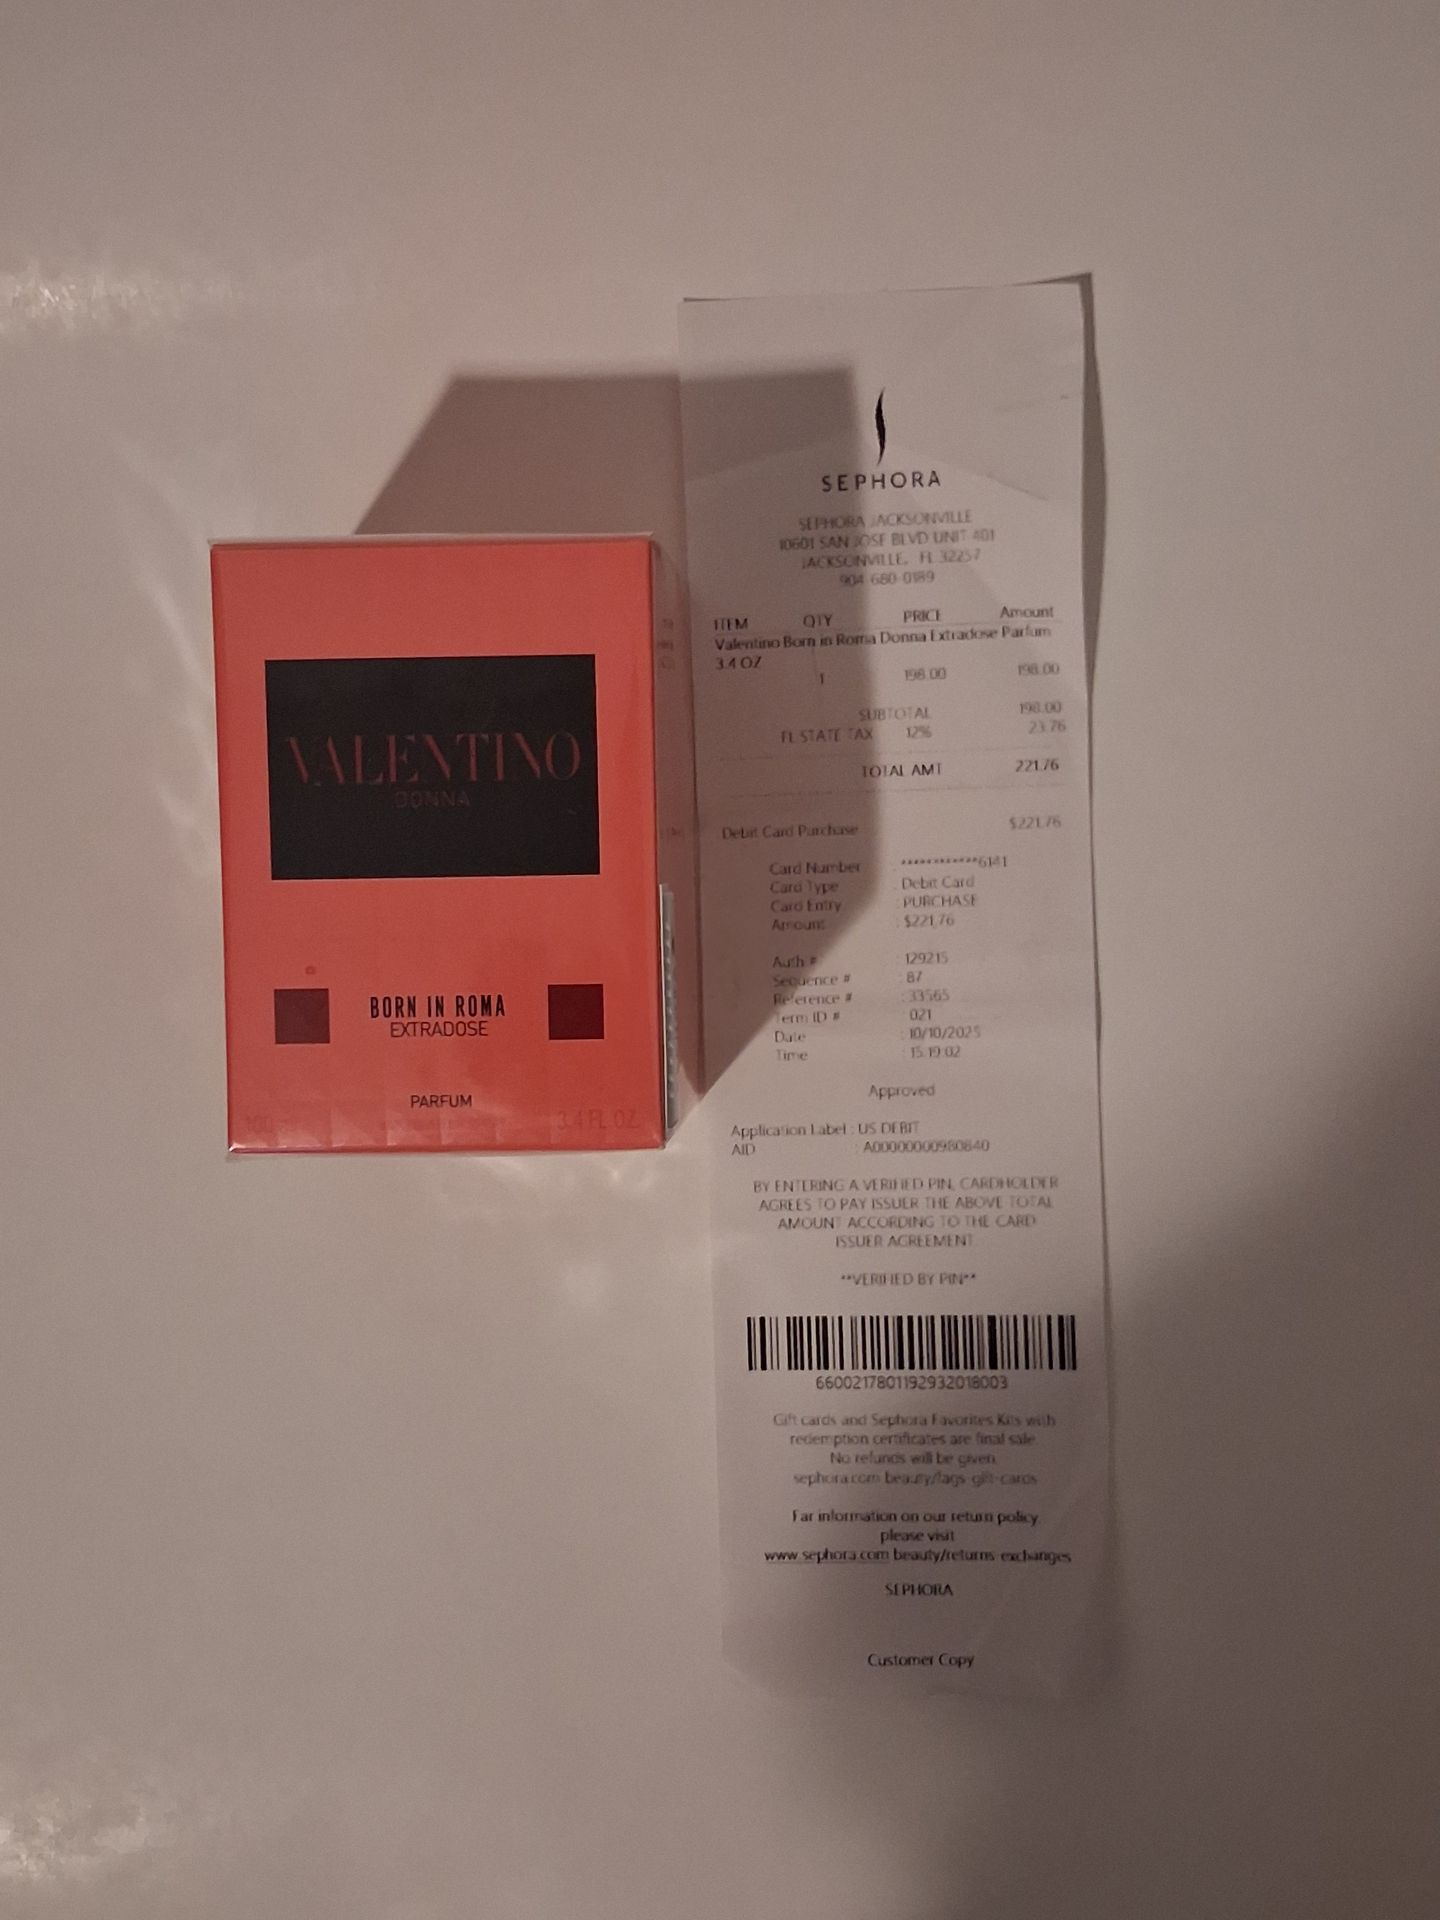 VALENTINO
DONNA
BORN IN ROMA
EXTRADOSE
PARFUM
100
3.4 FL OZ
SEPHORA
SEPHORA JACKSONVILLE
10601 SAN JOSE BLVD UNIT 401
JACKSONVILLE, FL 32257
904-680-0189
ITEM QTY PRICE Amount
Valentino Born in Roma Donna Extradose Parfum
3.4 OZ
1 198.00 198.00
SUBTOTAL 198.00
FL STATE TAX 12% 23.76
TOTAL AMT 221.76
Debit Card Purchase $221.76
Card Number : ************6141
Card Type : Debit Card
Card Entry : PURCHASE
Amount : $221.76
Auth # : 129215
Sequence # : 87
Reference # : 33565
Term ID # : 021
Date : 10/10/2025
Time : 15:19:02
Approved
Application Label : US DEBIT
AID : A00000000980840
BY ENTERING A VERIFIED PIN, CARDHOLDER
AGREES TO PAY ISSUER THE ABOVE TOTAL
AMOUNT ACCORDING TO THE CARD
ISSUER AGREEMENT
**VERIFIED BY PIN**
6600217801192932018003
Gift cards and Sephora Favorites Kits with
redemption certificates are final sale
No refunds will be given.
sephora.com beauty/faqs-gift-cards
Far information on our return policy
please visit
www.sephora.com beauty/returns-exchanges
SEPHORA
Customer Copy